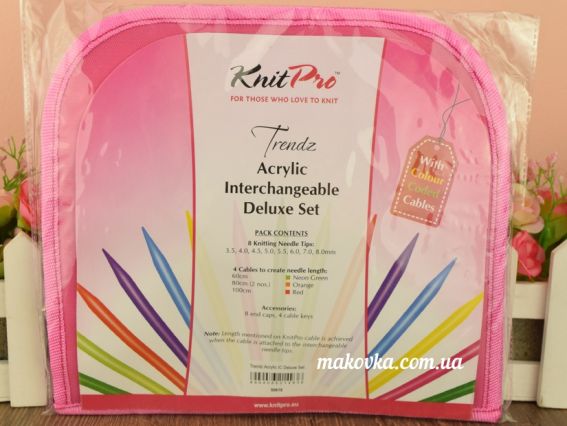 makovka.com.ua
KnitPro™
FOR THOSE WHO LOVE TO KNIT
Trendz
Acrylic
Interchangeable
Deluxe Set
With
Colour
Coded
Cables
PACK CONTENTS
8 Knitting Needle Tips:
3.5, 4.0, 4.5, 5.0, 5.5, 6.0, 7.0, 8.0mm
4 Cables to create needle length:
60cm Neon Green
80cm (2 nos.) Orange
100cm Red
Accessories:
8 end caps, 4 cable keys
Note: Length mentioned on KnitPro cable is achieved
when the cable is attached to the interchangeable
needle tips.
makovka.com.ua
Trendz Acrylic IC Deluxe Set
www.knitpro.eu